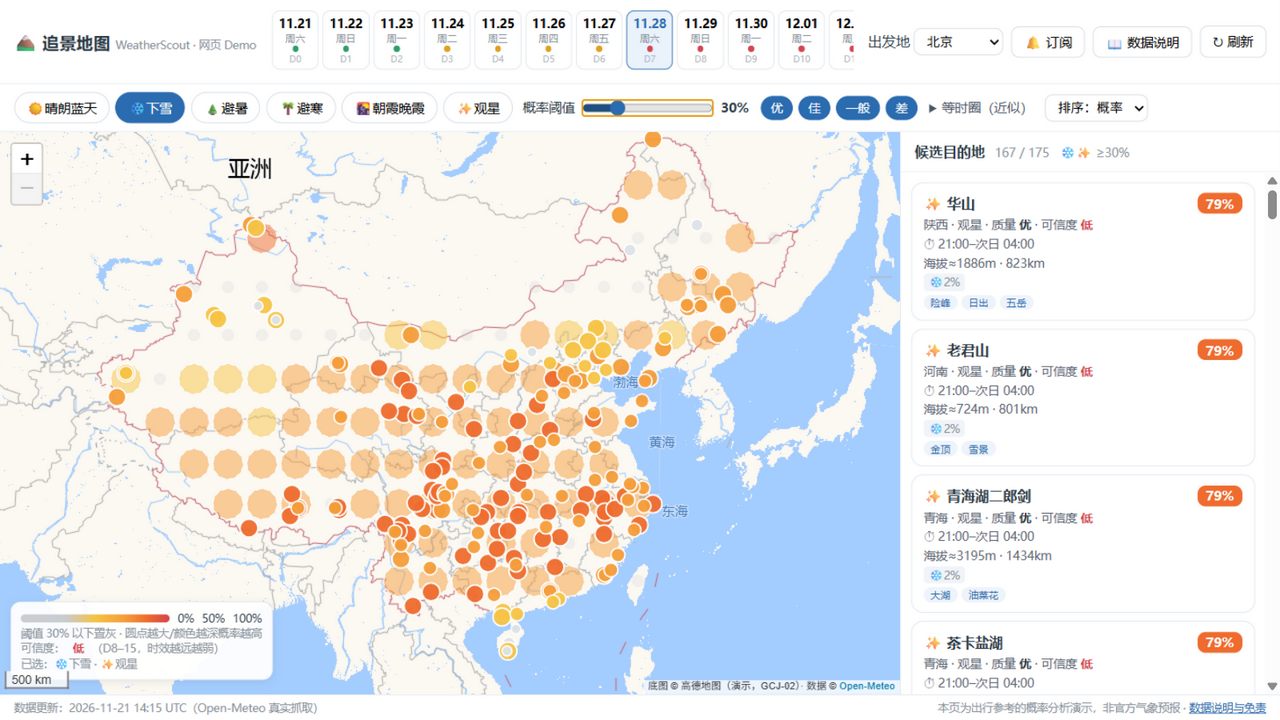 追景地图 WeatherScout · 网页 Demo
11.21 周六 D0
11.22 周日 D1
11.23 周一 D2
11.24 周二 D3
11.25 周三 D4
11.26 周四 D5
11.27 周五 D6
11.28 周六 D7
11.29 周日 D8
11.30 周一 D9
12.01 周二 D10
12.
出发地 北京 订阅 数据说明 ↻ 刷新
晴朗蓝天 下雪 避暑 避寒 朝霞晚霞 观星 概率阈值 30% 优 佳 一般 差 ▶ 等时圈（近似） 排序：概率
+
−
亚洲
渤海
黄海
东海
0% 50% 100%
阈值 30% 以下置灰 · 圆点越大/颜色越深概率越高
可信度： 低 （D8–15，时效越远越弱）
已选： 下雪 · 观星
500 km
底图 © 高德地图（演示，GCJ-02）· 数据 © Open-Meteo
候选目的地 167 / 175 ≥30%
华山 79%
陕西 · 观星 · 质量 优 · 可信度 低
21:00–次日 04:00
海拔≈1886m · 823km
2%
险峰 日出 五岳
老君山 79%
河南 · 观星 · 质量 优 · 可信度 低
21:00–次日 04:00
海拔≈724m · 801km
2%
金顶 雪景
青海湖二郎剑 79%
青海 · 观星 · 质量 优 · 可信度 低
21:00–次日 04:00
海拔≈3195m · 1434km
2%
大湖 油菜花
茶卡盐湖 79%
青海 · 观星 · 质量 优 · 可信度 低
21:00–次日 04:00
数据更新：2026-11-21 14:15 UTC（Open-Meteo 真实抓取）
本页为出行参考的概率分析演示，非官方气象预报 · 数据说明与免责